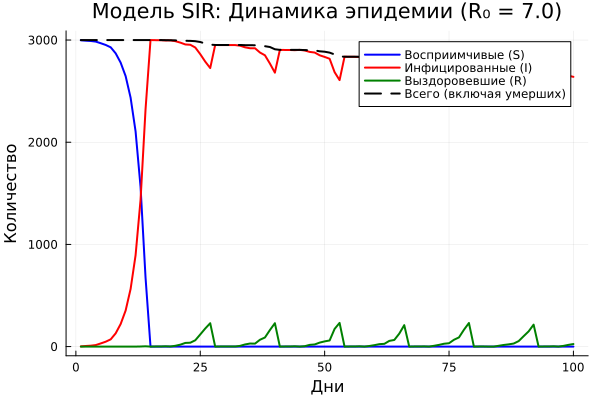 Модель SIR: Динамика эпидемии (R₀ = 7.0)
Количество
3000
2000
1000
0
Восприимчивые (S)
Инфицированные (I)
Выздоровевшие (R)
Всего (включая умерших)
0 25 50 75 100
Дни